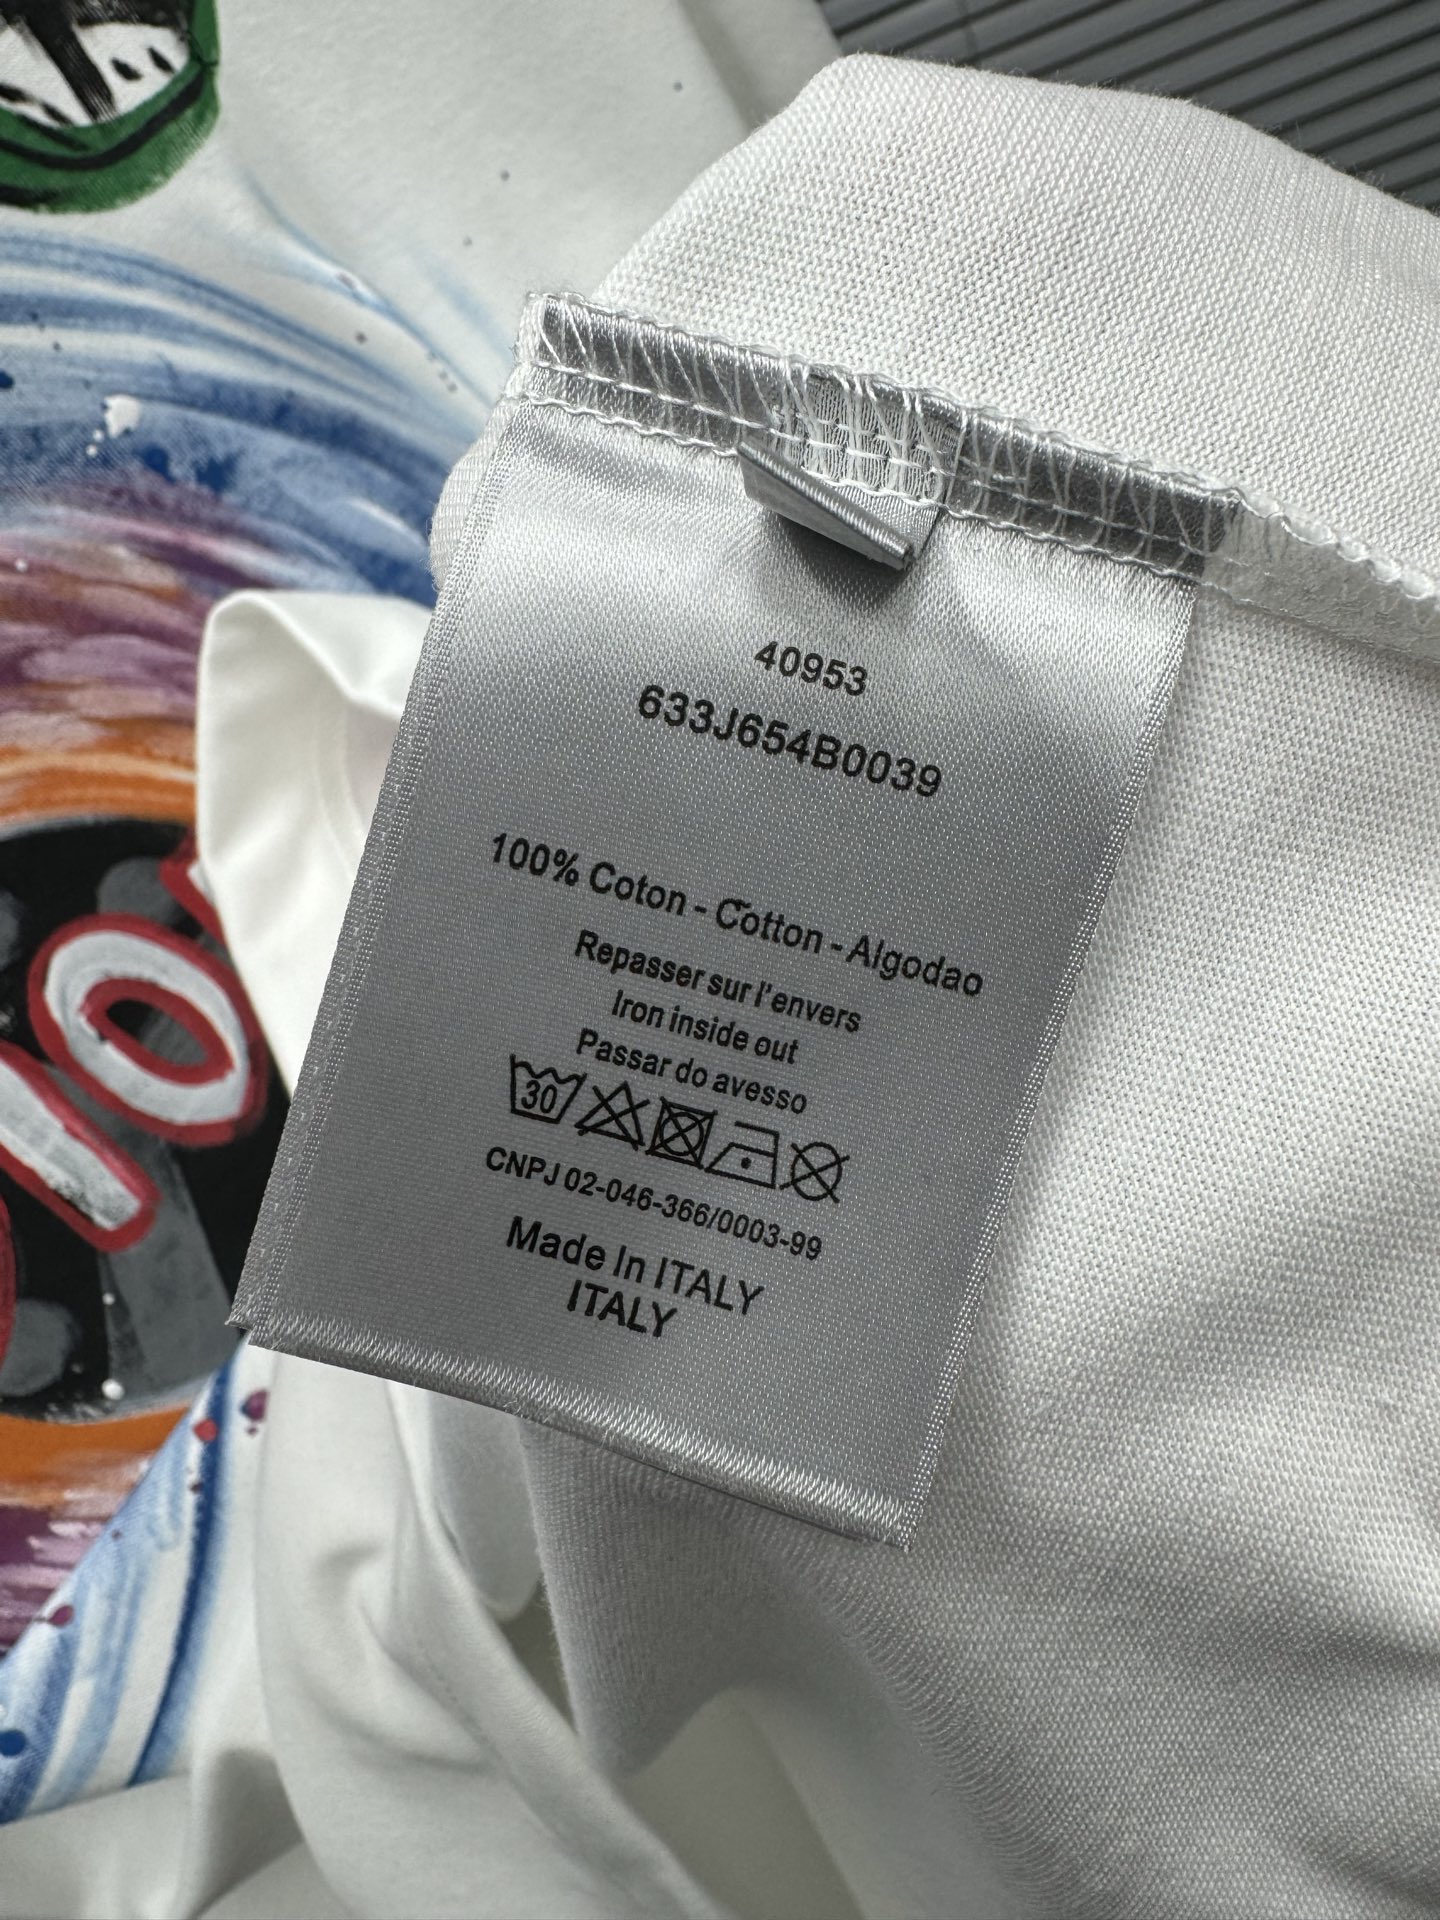 40953
633J654B0039
100% Coton - Cotton - Algodao
Repasser sur l'envers
Iron inside out
Passar do avesso
30
CNPJ 02-046-366/0003-99
Made In ITALY
ITALY